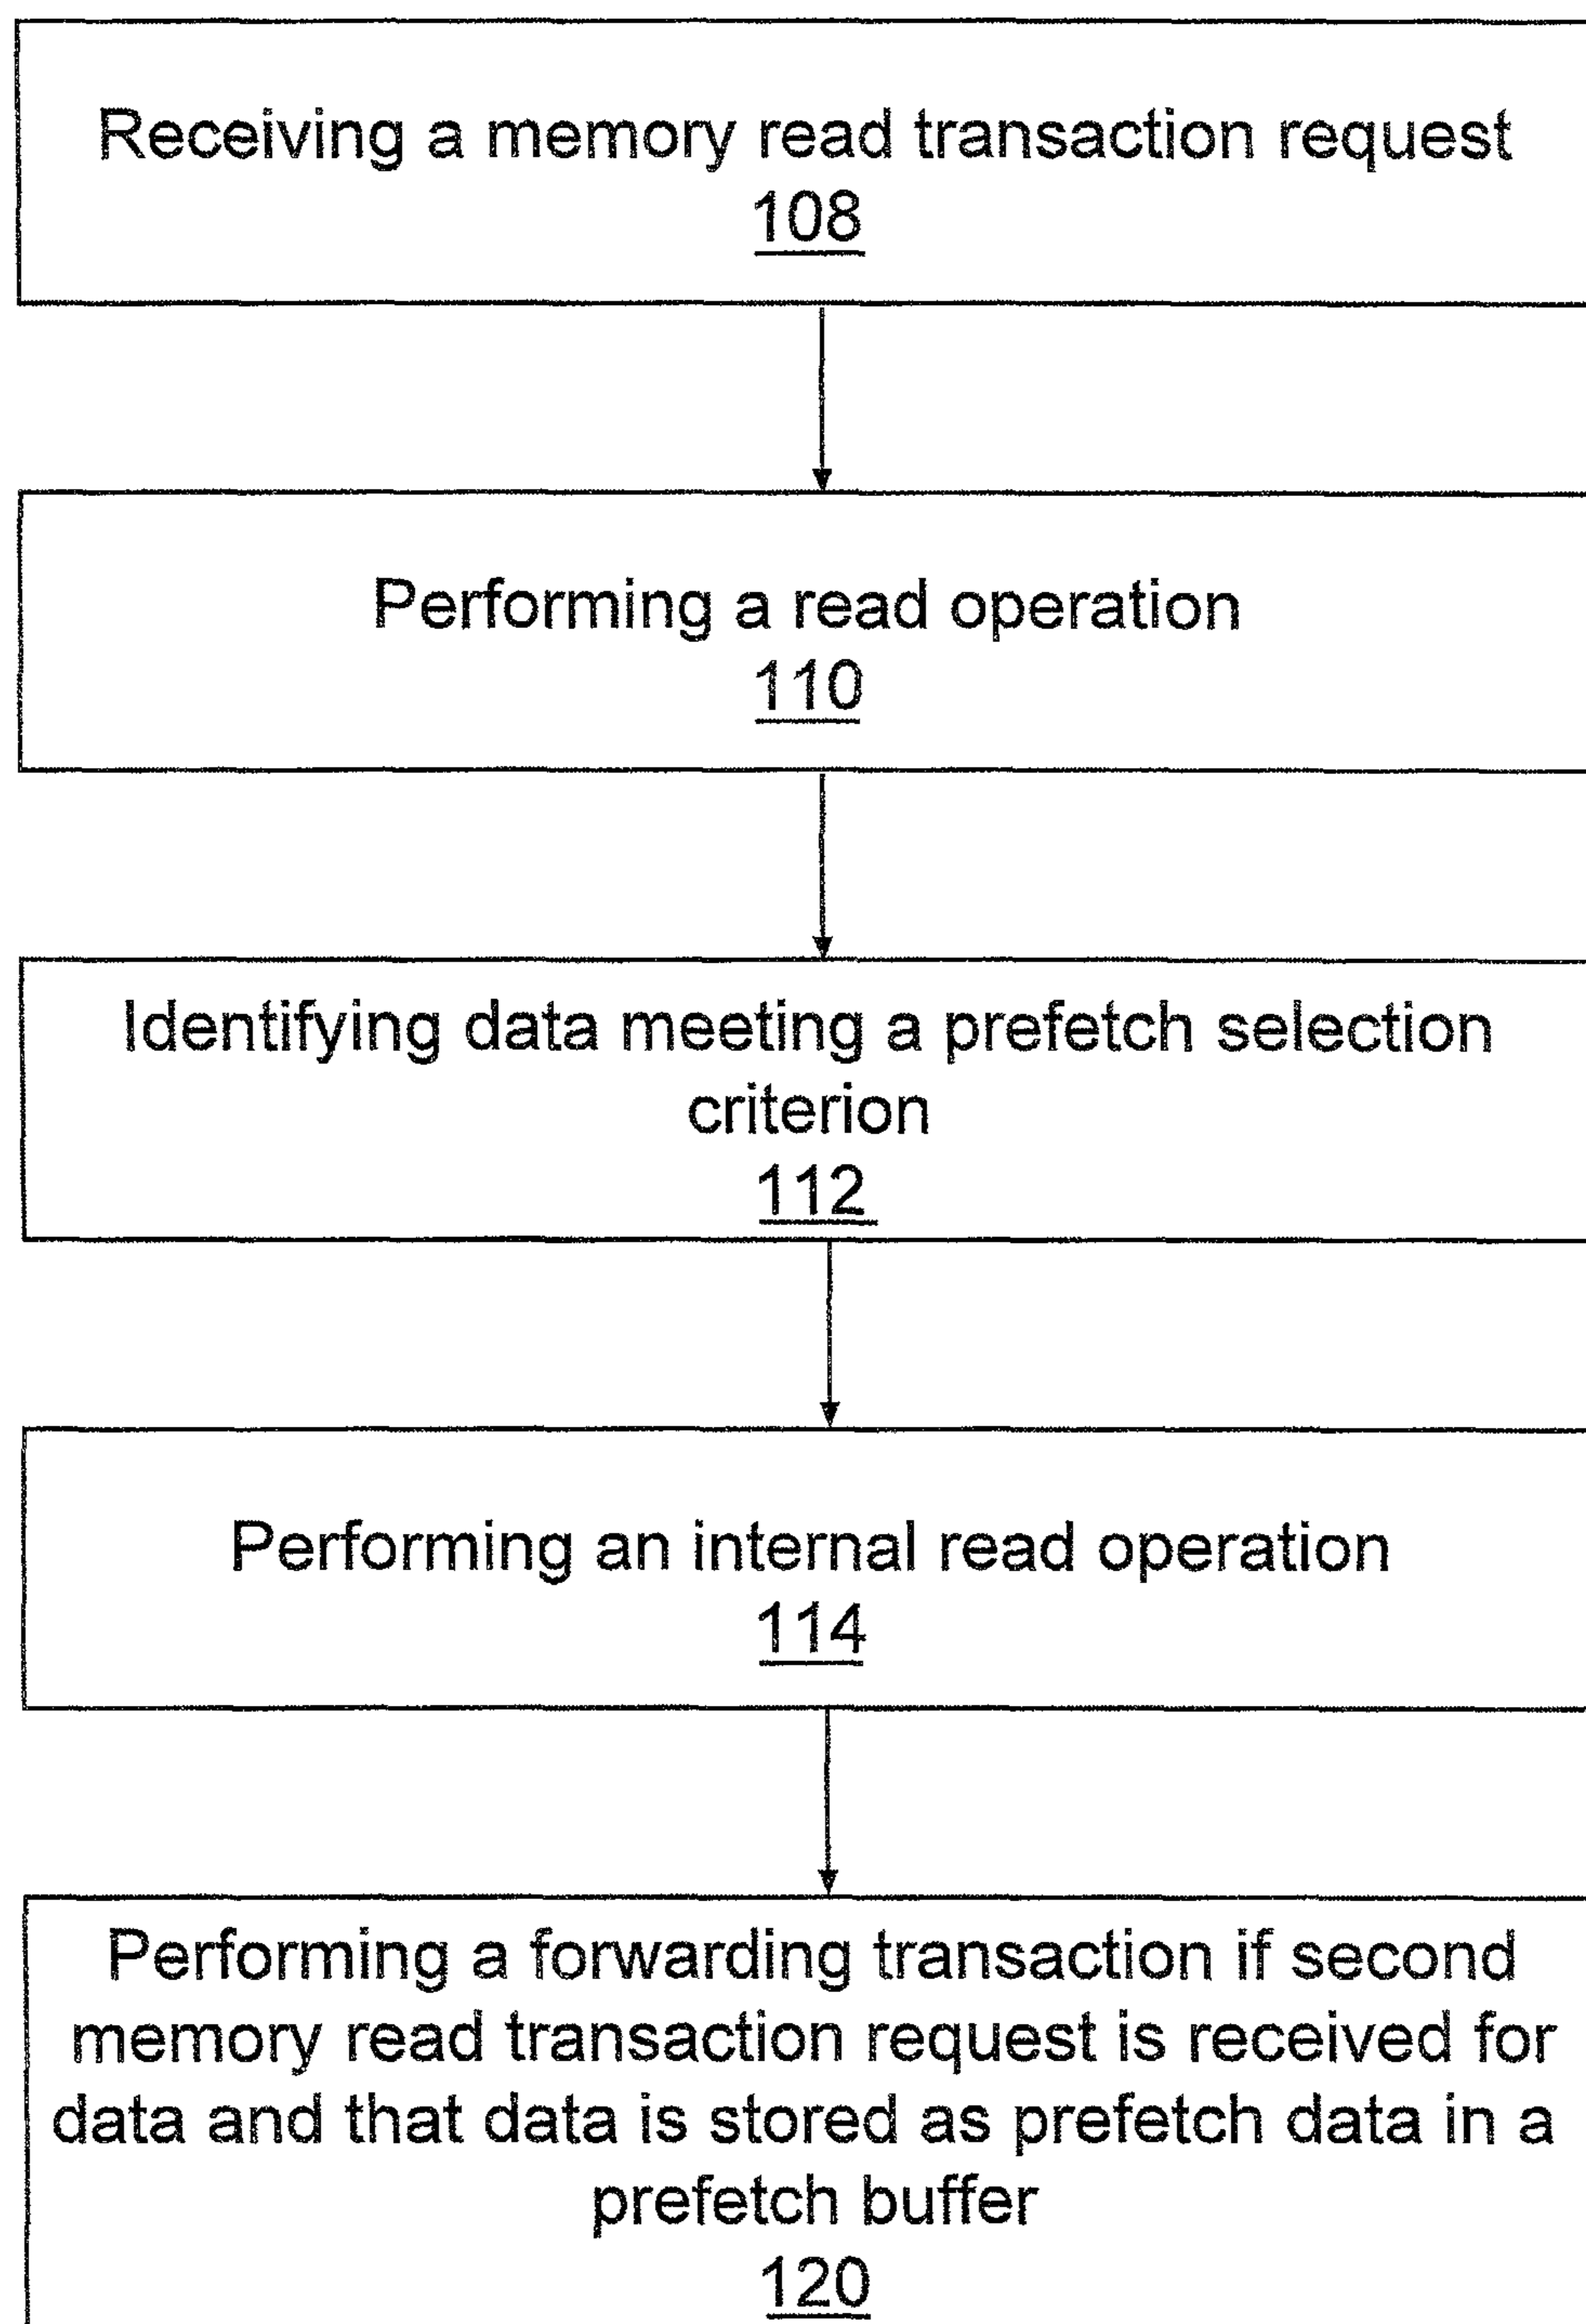 Receiving a memory read transaction request
108
Performing a read operation
110
Identifying data meeting a prefetch selection
criterion
112
Performing an internal read operation
114
Performing a forwarding transaction if second
memory read transaction request is received for
data and that data is stored as prefetch data in a
prefetch buffer
120